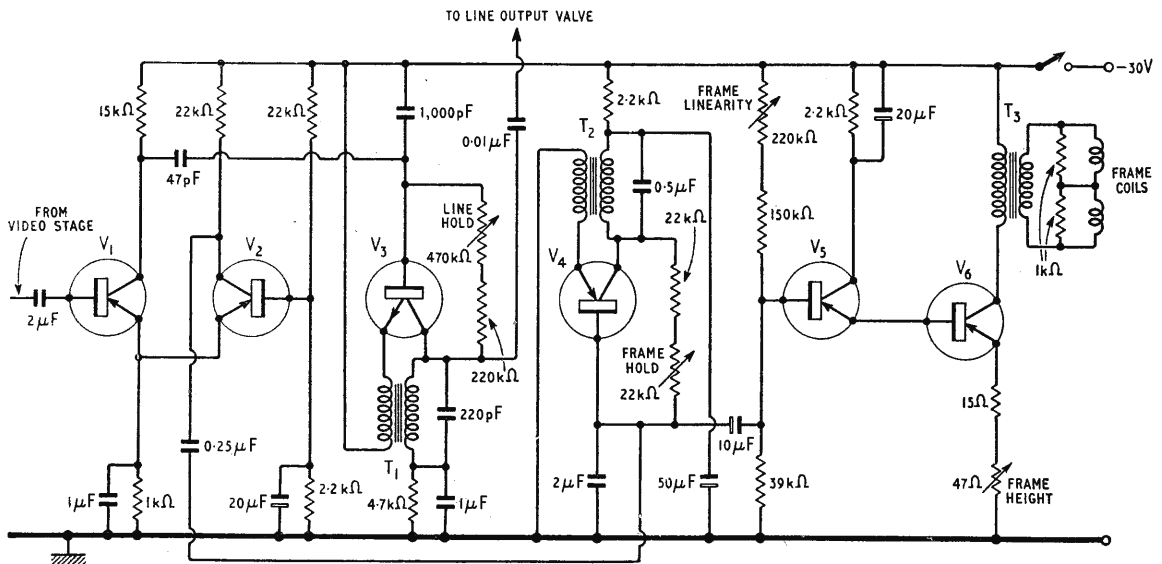 TO LINE OUTPUT VALVE
−30V
15kΩ
22kΩ
22kΩ
1,000pF
0.01µF
2.2kΩ
FRAME
LINEARITY
220kΩ
2.2kΩ
20µF
T3
T2
47pF
0·5µF
FRAME
COILS
FROM
VIDEO STAGE
LINE
HOLD
470kΩ
22kΩ
150kΩ
1kΩ
V1
V2
V3
V4
V5
V6
2µF
220kΩ
FRAME
HOLD
22kΩ
15Ω
220pF
0·25µF
T1
10µF
47Ω
FRAME
HEIGHT
1µF
1kΩ
20µF
2.2kΩ
4.7kΩ
1µF
2µF
50µF
39kΩ